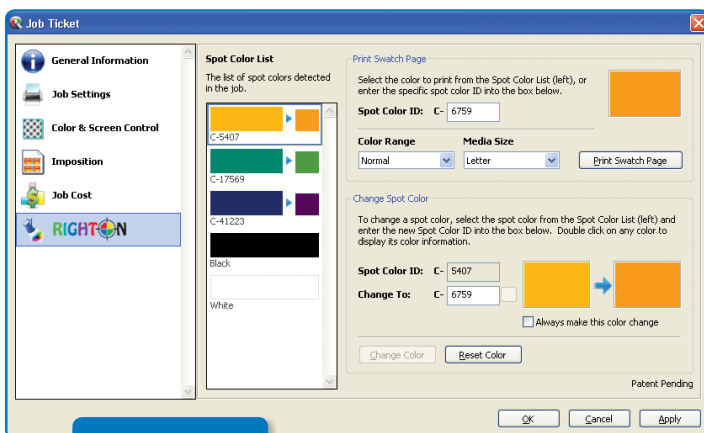 Job Ticket
General Information
Job Settings
Color & Screen Control
Imposition
Job Cost
RIGHTON
Spot Color List
The list of spot colors detected
in the job.
C-5407
C-17569
C-41223
Black
White
Print Swatch Page
Select the color to print from the Spot Color List (left), or
enter the specific spot color ID into the box below.
Spot Color ID: C- 6759
Color Range Media Size
Normal Letter Print Swatch Page
Change Spot Color
To change a spot color, select the spot color from the Spot Color List (left) and
enter the new Spot Color ID into the box below. Double click on any color to
display its color information.
Spot Color ID: C- 5407
Change To: C- 6759
Always make this color change
Change Color Reset Color
Patent Pending
OK Cancel Apply